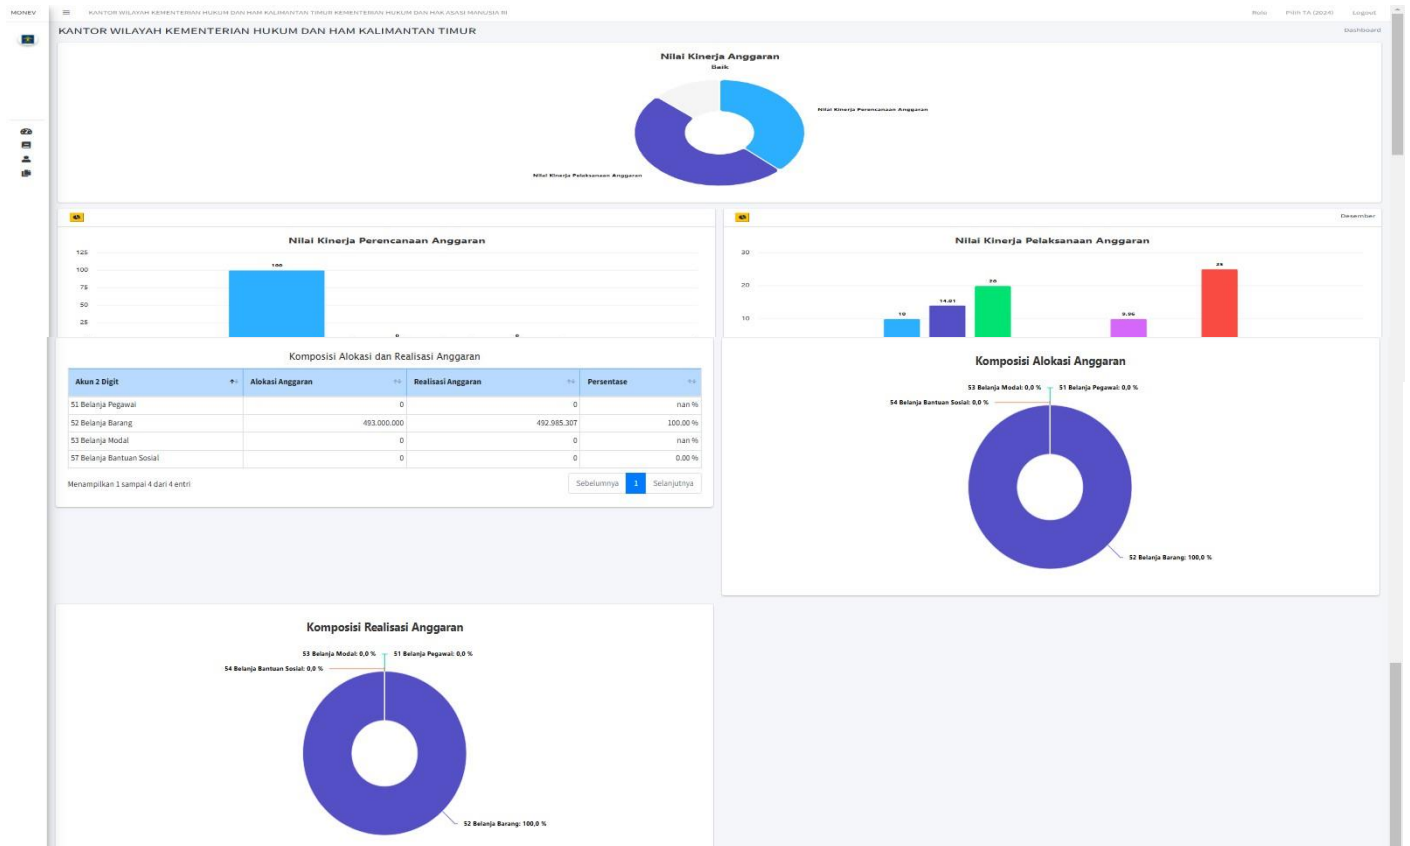 MONEV
KANTOR WILAYAH KEMENTERIAN HUKUM DAN HAM KALIMANTAN TIMUR KEMENTERIAN HUKUM DAN HAK ASASI MANUSIA RI
Pilih TA (2024)
Logout
KANTOR WILAYAH KEMENTERIAN HUKUM DAN HAM KALIMANTAN TIMUR
Dashboard
Nilai Kinerja Anggaran
Baik
Nilai Kinerja Perencanaan Anggaran
Nilai Kinerja Pelaksanaan Anggaran
Desember
Nilai Kinerja Perencanaan Anggaran
125
100
75
50
25
100
0
0
Nilai Kinerja Pelaksanaan Anggaran
30
20
10
10
14.91
20
9.96
25
Komposisi Alokasi dan Realisasi Anggaran
Akun 2 Digit Alokasi Anggaran Realisasi Anggaran Persentase
51 Belanja Pegawai 0 0 nan %
52 Belanja Barang 493.000.000 492.985.307 100.00 %
53 Belanja Modal 0 0 nan %
57 Belanja Bantuan Sosial 0 0 0.00 %
Menampilkan 1 sampai 4 dari 4 entri
Sebelumnya 1 Selanjutnya
Komposisi Alokasi Anggaran
53 Belanja Modal: 0,0 % 51 Belanja Pegawai: 0,0 %
54 Belanja Bantuan Sosial: 0,0 %
52 Belanja Barang: 100,0 %
Komposisi Realisasi Anggaran
53 Belanja Modal: 0,0 % 51 Belanja Pegawai: 0,0 %
54 Belanja Bantuan Sosial: 0,0 %
52 Belanja Barang: 100,0 %